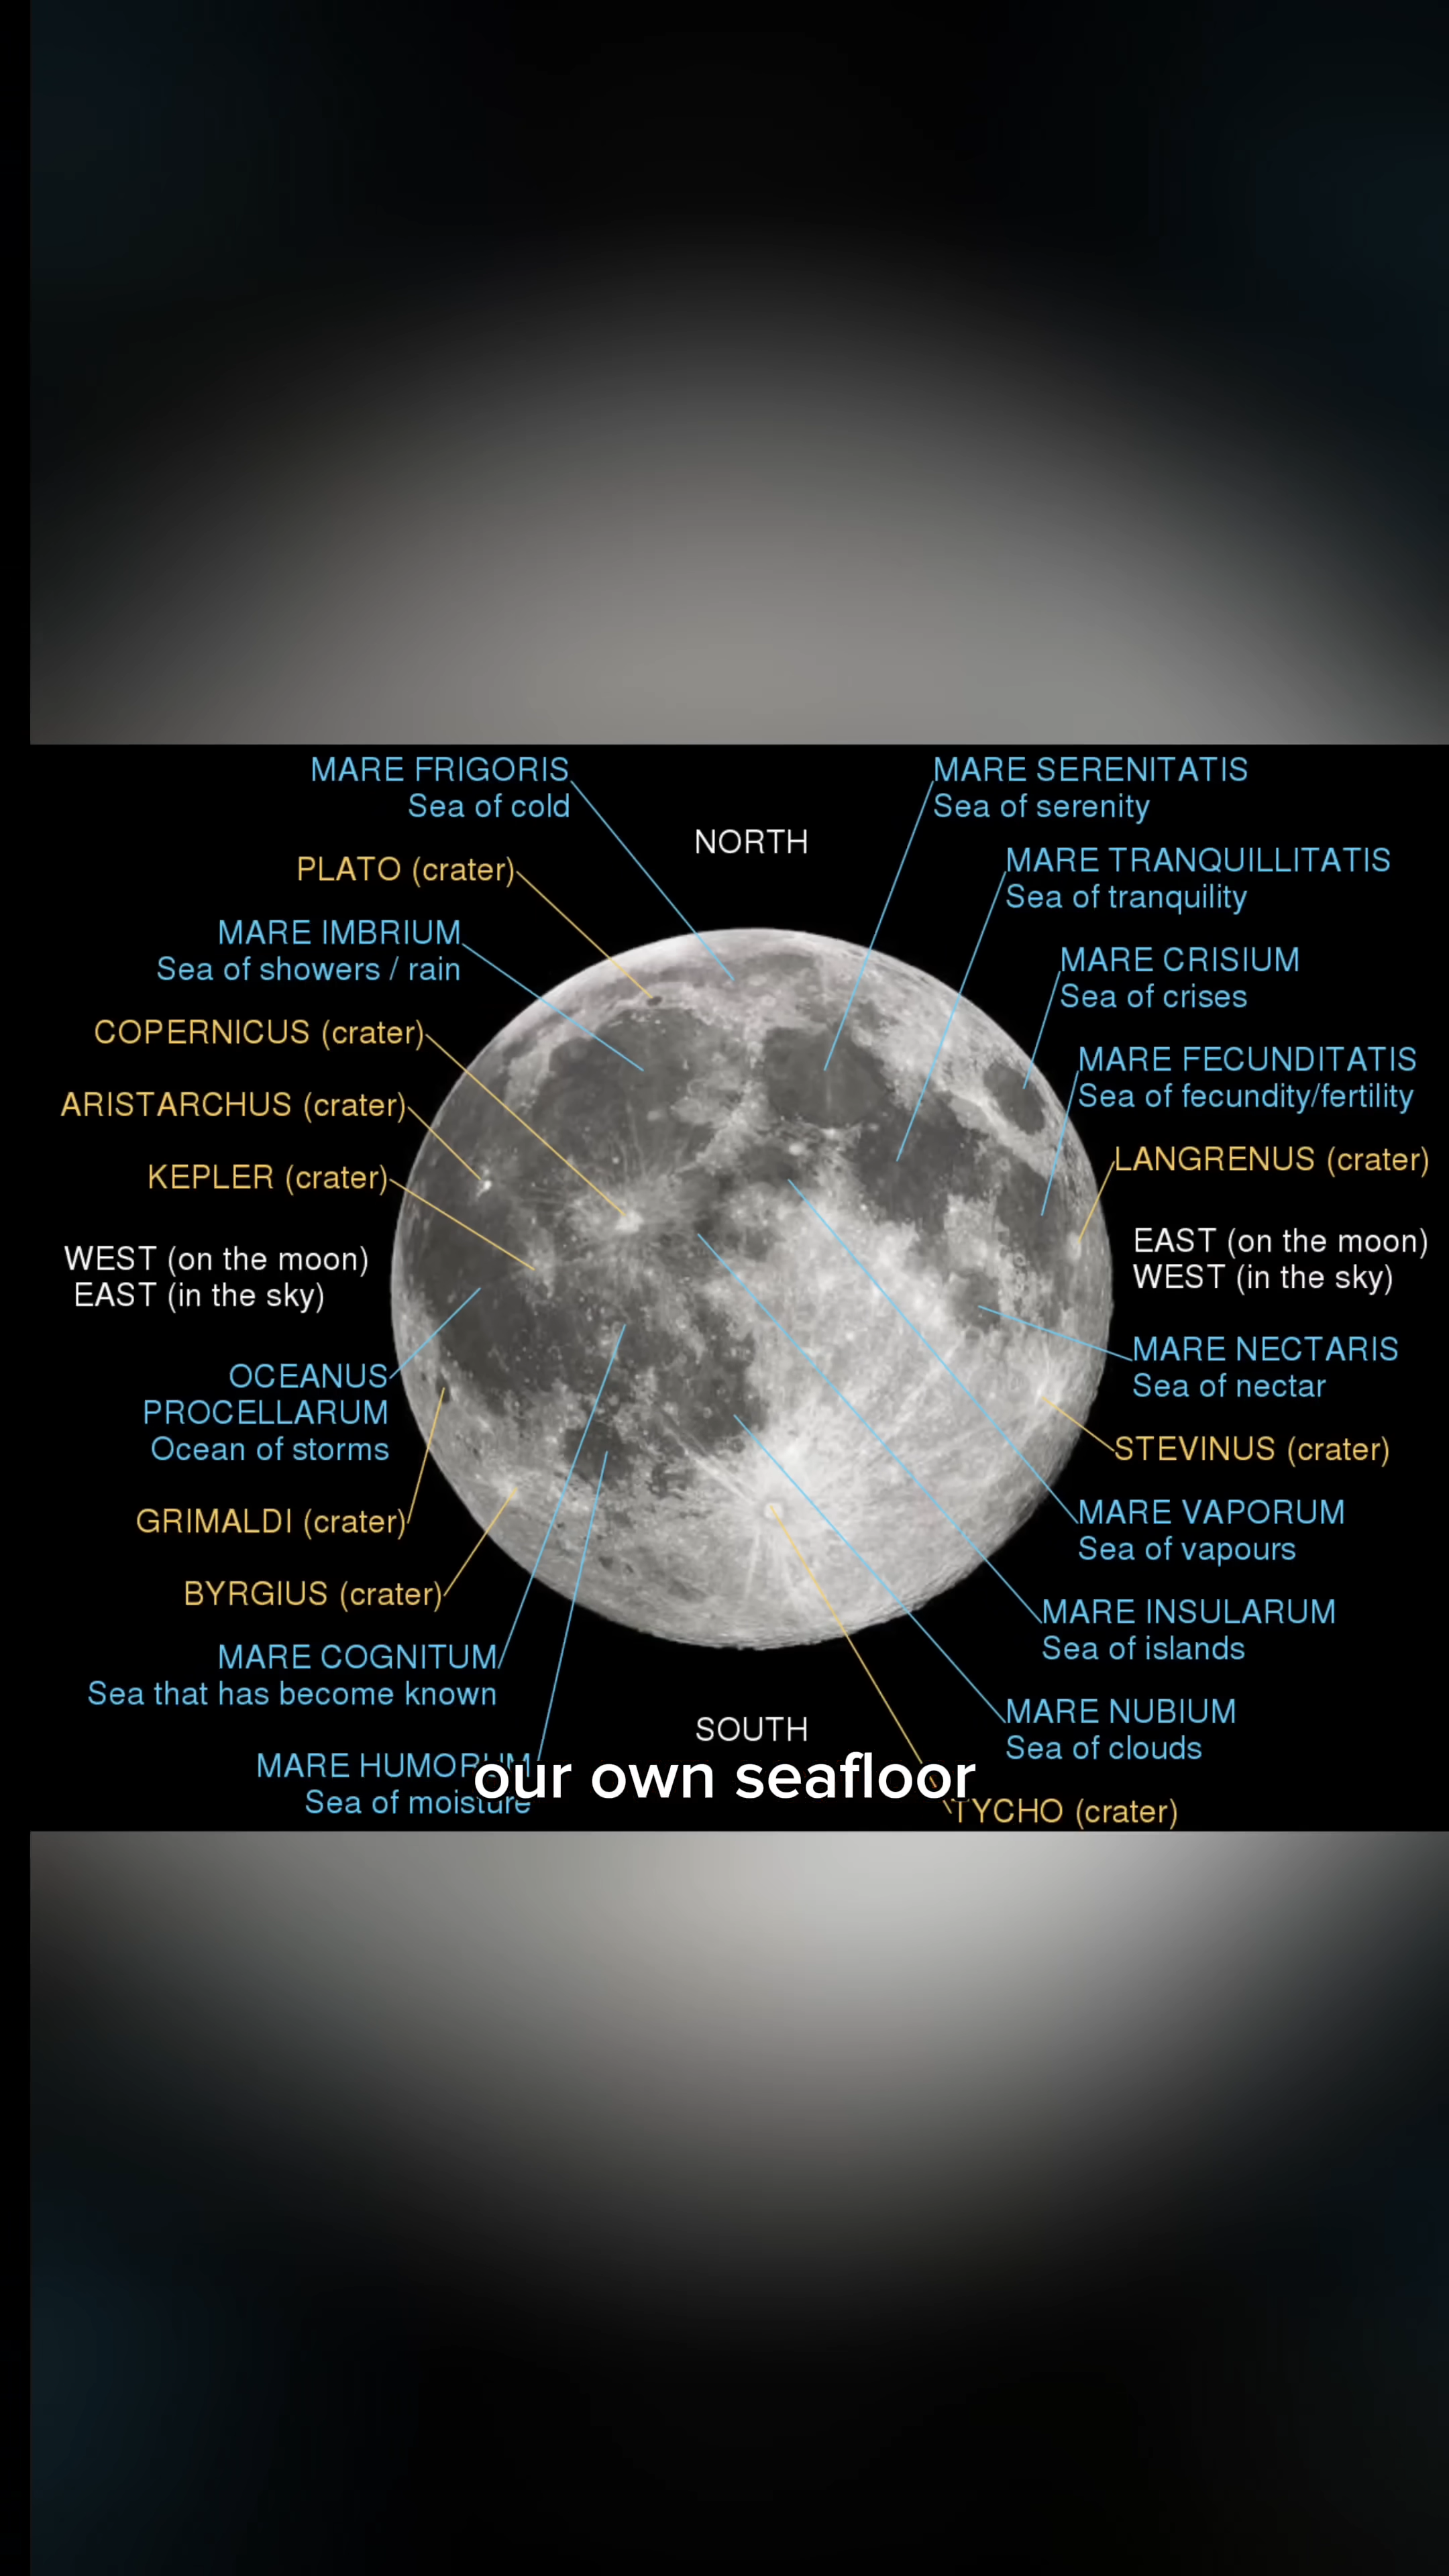 MARE FRIGORIS
Sea of cold
MARE SERENITATIS
Sea of serenity
NORTH
PLATO (crater)
MARE TRANQUILLITATIS
Sea of tranquility
MARE IMBRIUM
Sea of showers / rain
MARE CRISIUM
Sea of crises
COPERNICUS (crater)
MARE FECUNDITATIS
Sea of fecundity/fertility
ARISTARCHUS (crater)
LANGRENUS (crater)
KEPLER (crater)
WEST (on the moon)
EAST (in the sky)
EAST (on the moon)
WEST (in the sky)
OCEANUS
PROCELLARUM
Ocean of storms
MARE NECTARIS
Sea of nectar
STEVINUS (crater)
GRIMALDI (crater)
MARE VAPORUM
Sea of vapours
BYRGIUS (crater)
MARE INSULARUM
Sea of islands
MARE COGNITUM
Sea that has become known
MARE NUBIUM
Sea of clouds
SOUTH
MARE HUMORUM
Sea of moisture
our own seafloor
TYCHO (crater)